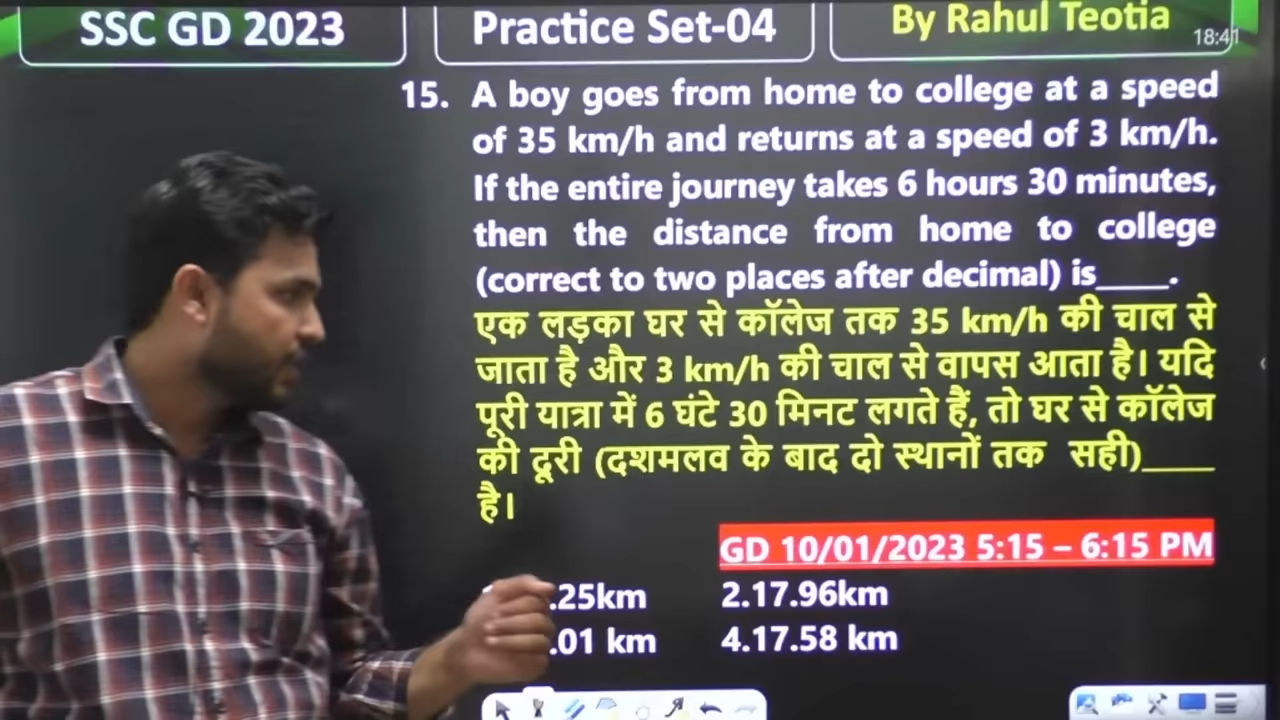 SSC GD 2023
Practice Set-04
By Rahul Teotia
18:41
15. A boy goes from home to college at a speed
of 35 km/h and returns at a speed of 3 km/h.
If the entire journey takes 6 hours 30 minutes,
then the distance from home to college
(correct to two places after decimal) is____.
एक लड़का घर से कॉलेज तक 35 km/h की चाल से
जाता है और 3 km/h की चाल से वापस आता है। यदि
पूरी यात्रा में 6 घंटे 30 मिनट लगते हैं, तो घर से कॉलेज
की दूरी (दशमलव के बाद दो स्थानों तक सही)____
है।
GD 10/01/2023 5:15 – 6:15 PM
.25km 2.17.96km
.01 km 4.17.58 km